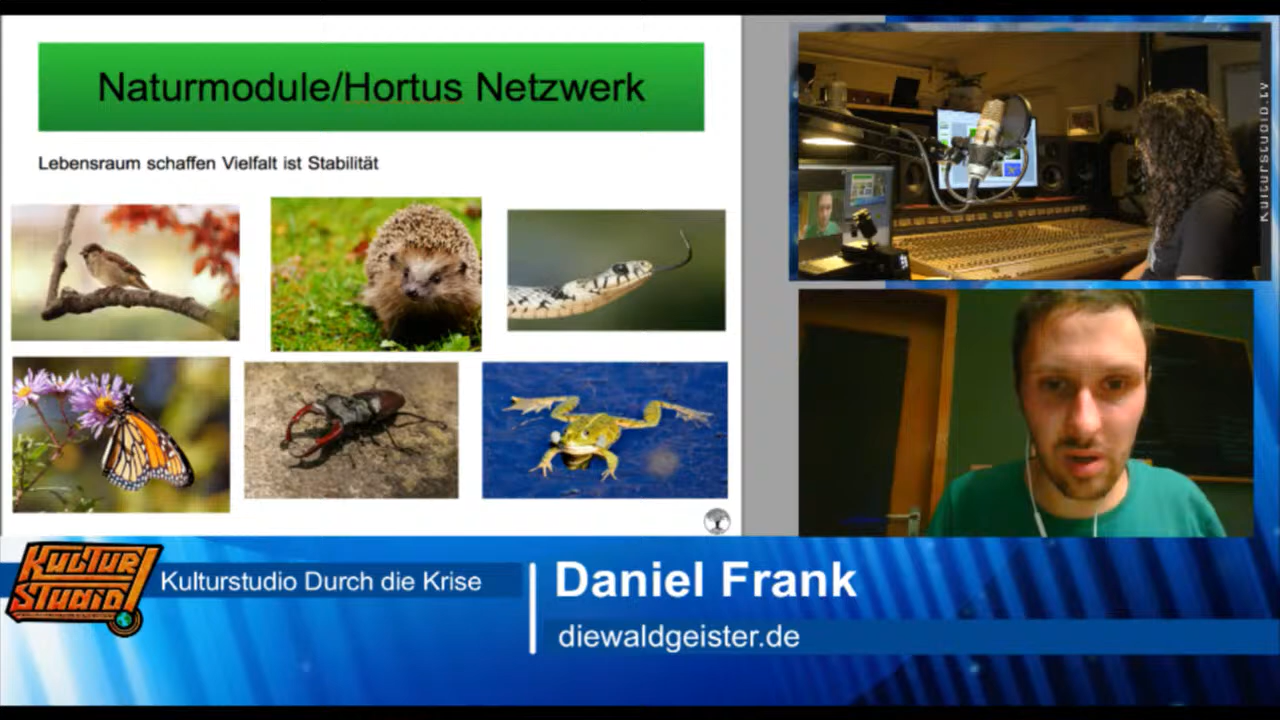 Naturmodule/Hortus Netzwerk
Lebensraum schaffen Vielfalt ist Stabilität
Kulturstudio.tv
KULTUR
STUDIO!
Kulturstudio Durch die Krise
Daniel Frank
diewaldgeister.de